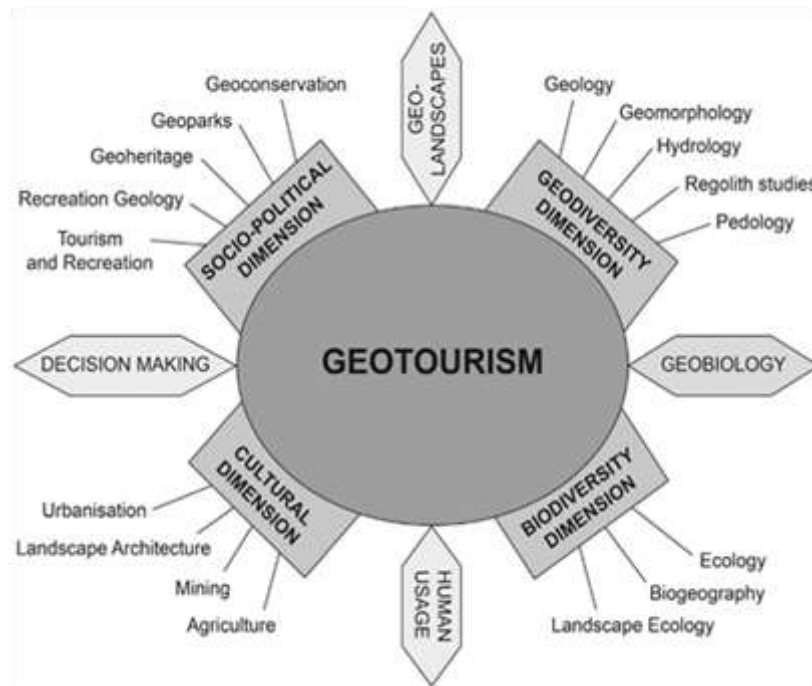 Geoconservation
Geoparks
Geoheritage
Recreation Geology
Tourism
and Recreation
SOCIO-POLITICAL
DIMENSION
GEO-
LANDSCAPES
Geology
Geomorphology
Hydrology
Regolith studies
Pedology
GEODIVERSITY
DIMENSION
DECISION MAKING
GEOTOURISM
GEOBIOLOGY
CULTURAL
DIMENSION
Urbanisation
Landscape Architecture
Mining
Agriculture
HUMAN
USAGE
BIODIVERSITY
DIMENSION
Ecology
Biogeography
Landscape Ecology